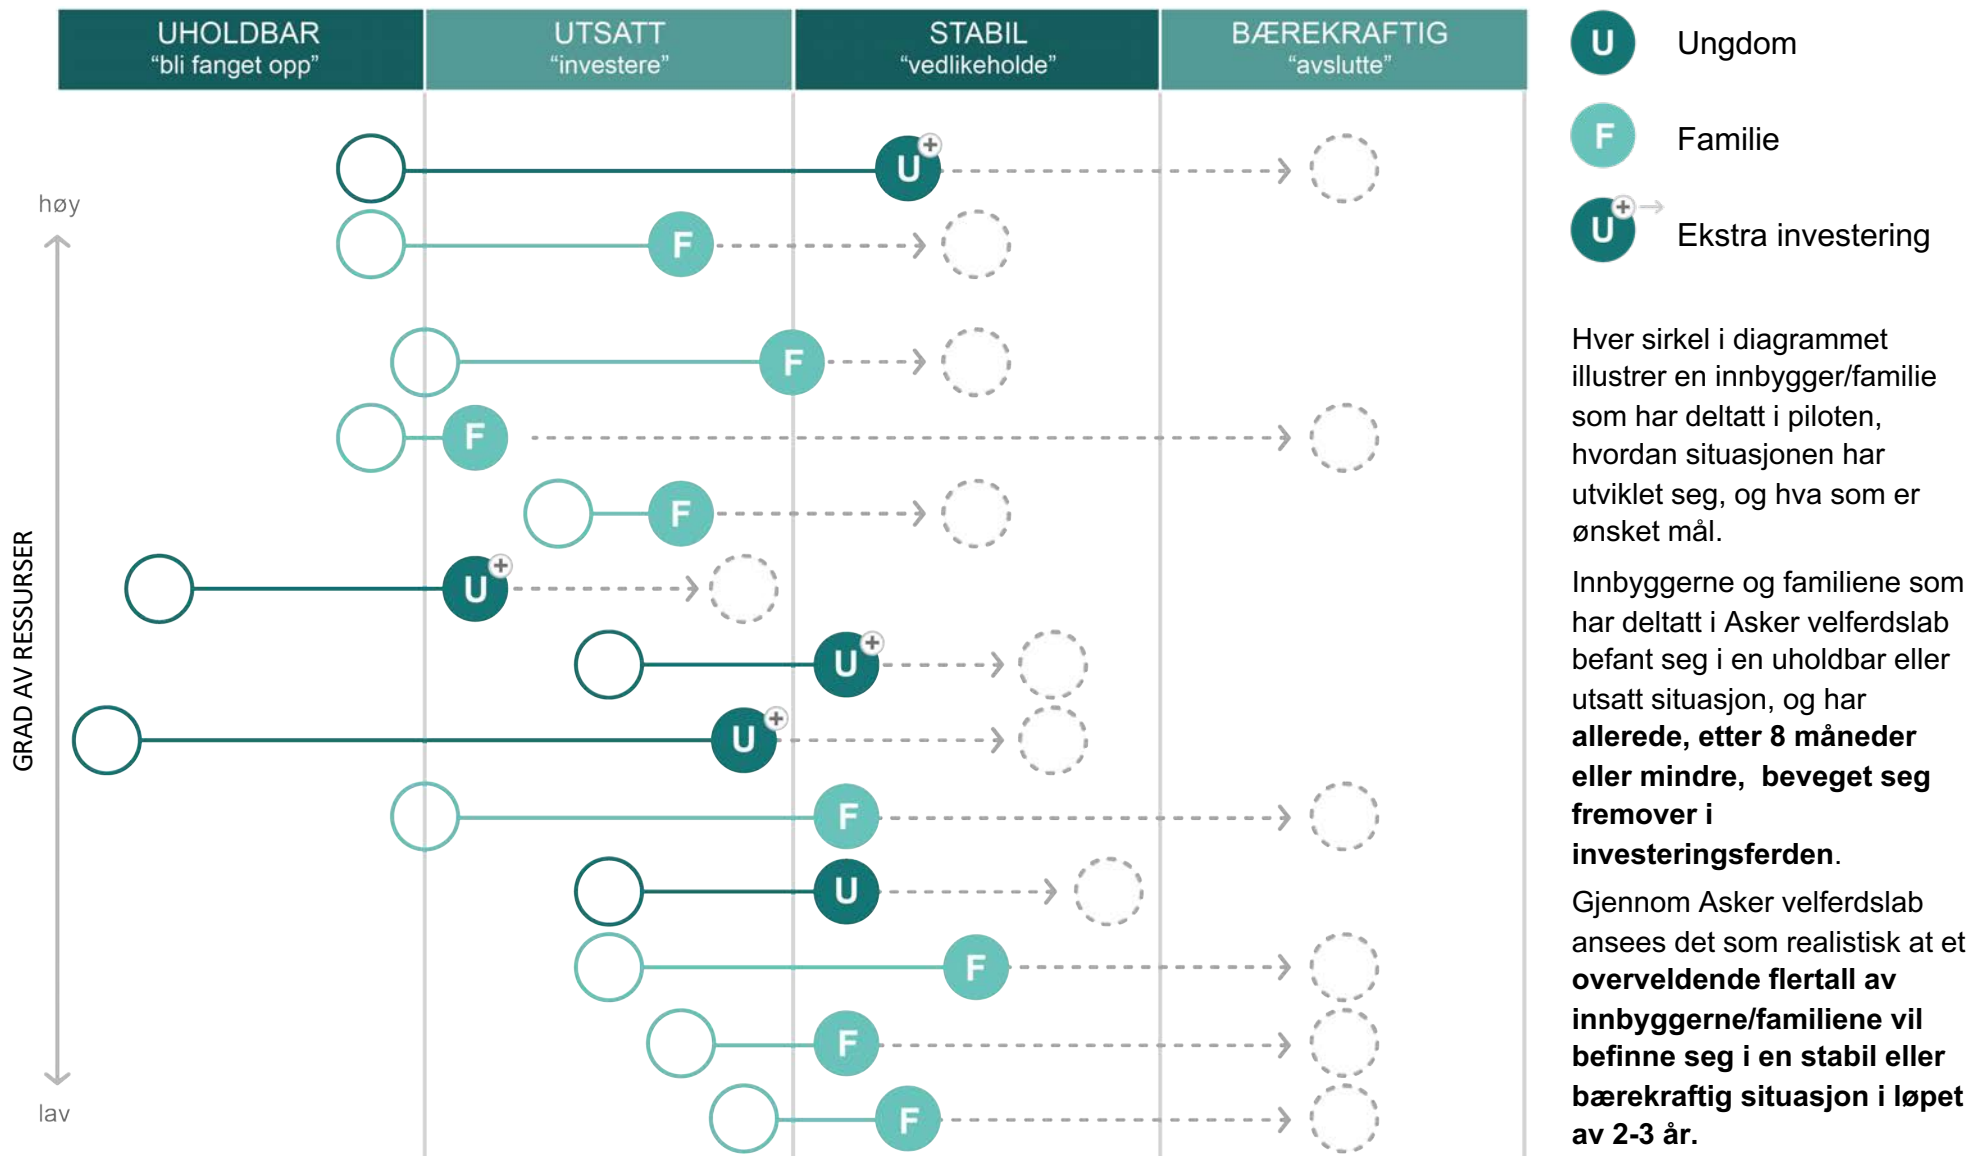 UHOLDBAR
“bli fanget opp”
UTSATT
“investere”
STABIL
“vedlikeholde”
BÆREKRAFTIG
“avslutte”
høy
GRAD AV RESSURSER
lav
U
F
F
F
F
U
U
U
F
U
F
F
F
U Ungdom
F Familie
U Ekstra investering
Hver sirkel i diagrammet
illustrer en innbygger/familie
som har deltatt i piloten,
hvordan situasjonen har
utviklet seg, og hva som er
ønsket mål.
Innbyggerne og familiene som
har deltatt i Asker velferdslab
befant seg i en uholdbar eller
utsatt situasjon, og har
allerede, etter 8 måneder
eller mindre, beveget seg
fremover i
investeringsferden.
Gjennom Asker velferdslab
ansees det som realistisk at et
overveldende flertall av
innbyggerne/familiene vil
befinne seg i en stabil eller
bærekraftig situasjon i løpet
av 2-3 år.